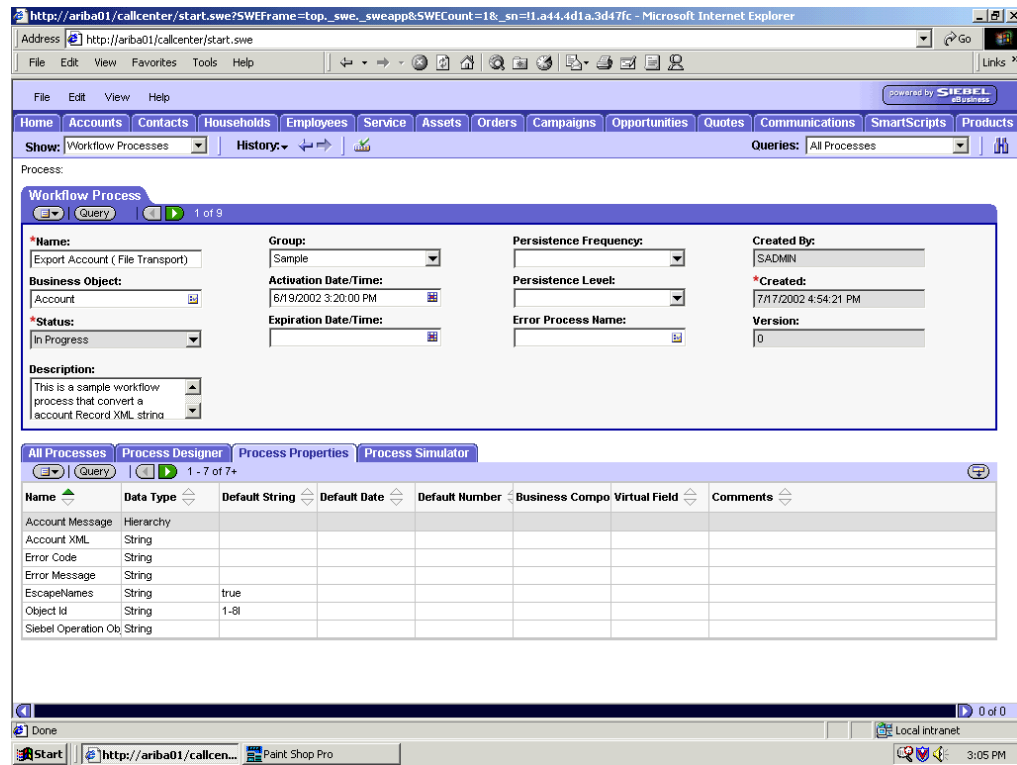 http://ariba01/callcenter/start.swe?SWEFrame=top._swe._sweapp&SWECount=1&_sn=!1.a44.4d1a.3d47fc - Microsoft Internet Explorer
Address http://ariba01/callcenter/start.swe Go
File Edit View Favorites Tools Help Links »
File Edit View Help powered by SIEBEL eBusiness
Home Accounts Contacts Households Employees Service Assets Orders Campaigns Opportunities Quotes Communications SmartScripts Products
Show: Workflow Processes History: Queries: All Processes
Process:
Workflow Process
Query 1 of 9
*Name: Group: Persistence Frequency: Created By:
Export Account ( File Transport) Sample SADMIN
Business Object: Activation Date/Time: Persistence Level: *Created:
Account 6/19/2002 3:20:00 PM 7/17/2002 4:54:21 PM
*Status: Expiration Date/Time: Error Process Name: Version:
In Progress 0
Description:
This is a sample workflow
process that convert a
account Record XML string
All Processes Process Designer Process Properties Process Simulator
Query 1 - 7 of 7+
Name Data Type Default String Default Date Default Number Business Compo Virtual Field Comments
Account Message Hierarchy
Account XML String
Error Code String
Error Message String
EscapeNames String true
Object Id String 1-8I
Siebel Operation Ob String
0 of 0
Done Local intranet
Start http://ariba01/callcen... Paint Shop Pro 3:05 PM